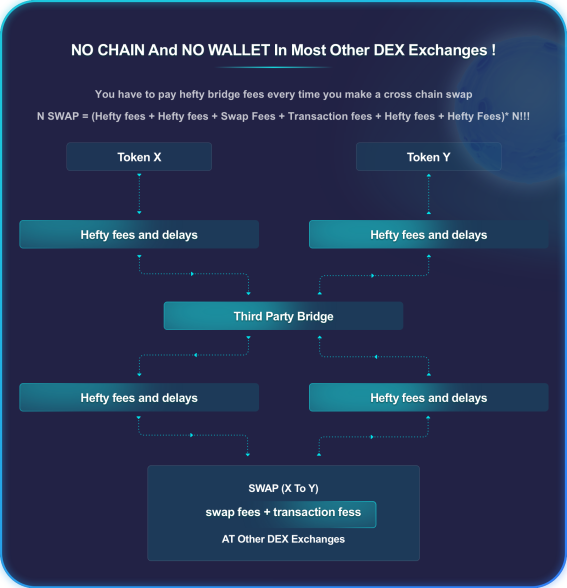 NO CHAIN And NO WALLET In Most Other DEX Exchanges !
You have to pay hefty bridge fees every time you make a cross chain swap
N SWAP = (Hefty fees + Hefty fees + Swap Fees + Transaction fees + Hefty fees + Hefty Fees)* N!!!
Token X
Token Y
Hefty fees and delays
Hefty fees and delays
Third Party Bridge
Hefty fees and delays
Hefty fees and delays
SWAP (X To Y)
swap fees + transaction fess
AT Other DEX Exchanges